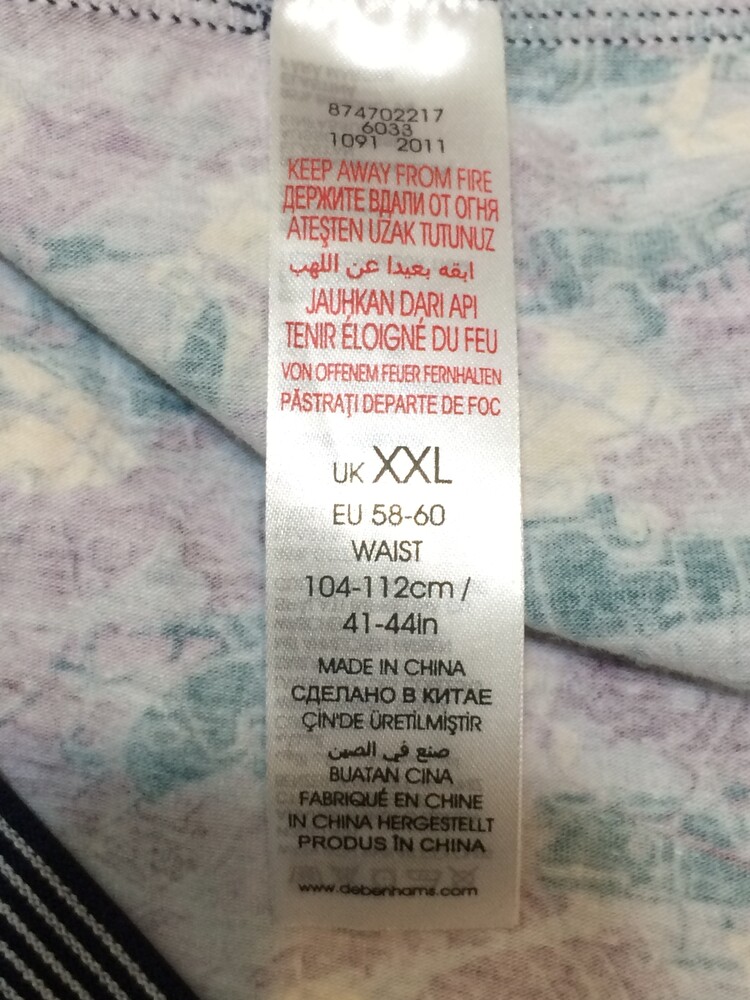 874702217
6033
1091 2011
KEEP AWAY FROM FIRE
ДЕРЖИТЕ ВДАЛИ ОТ ОГНЯ
ATEŞTEN UZAK TUTUNUZ
ابقه بعيدا عن اللهب
JAUHKAN DARI API
TENIR ÉLOIGNÉ DU FEU
VON OFFENEM FEUER FERNHALTEN
PĂSTRAŢI DEPARTE DE FOC
UK XXL
EU 58-60
WAIST
104-112cm /
41-44in
MADE IN CHINA
СДЕЛАНО В КИТАЕ
ÇİN'DE ÜRETİLMİŞTİR
صنع في الصين
BUATAN CINA
FABRIQUÉ EN CHINE
IN CHINA HERGESTELLT
PRODUS ÎN CHINA
www.debenhams.com